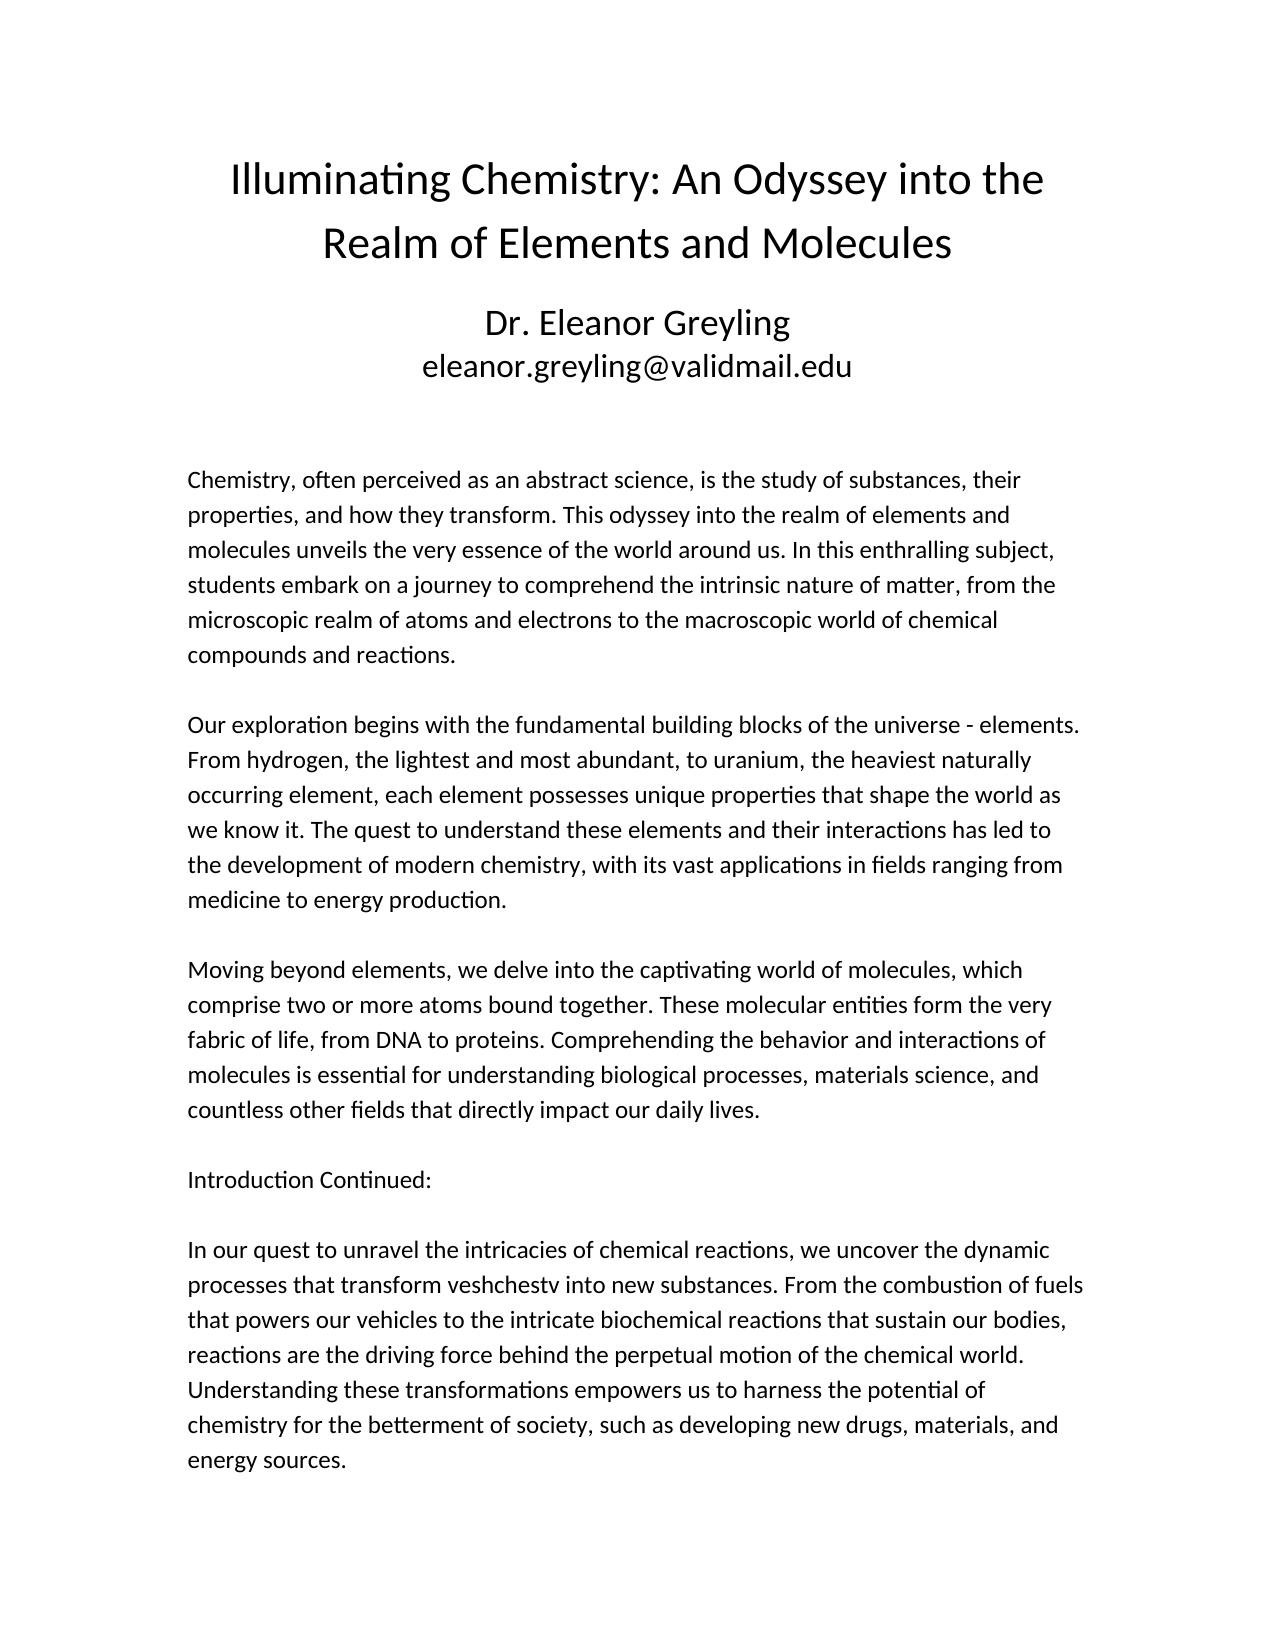 Illuminating Chemistry: An Odyssey into the
Realm of Elements and Molecules
Dr. Eleanor Greyling
eleanor.greyling@validmail.edu
Chemistry, often perceived as an abstract science, is the study of substances, their
properties, and how they transform. This odyssey into the realm of elements and
molecules unveils the very essence of the world around us. In this enthralling subject,
students embark on a journey to comprehend the intrinsic nature of matter, from the
microscopic realm of atoms and electrons to the macroscopic world of chemical
compounds and reactions.
Our exploration begins with the fundamental building blocks of the universe - elements.
From hydrogen, the lightest and most abundant, to uranium, the heaviest naturally
occurring element, each element possesses unique properties that shape the world as
we know it. The quest to understand these elements and their interactions has led to
the development of modern chemistry, with its vast applications in fields ranging from
medicine to energy production.
Moving beyond elements, we delve into the captivating world of molecules, which
comprise two or more atoms bound together. These molecular entities form the very
fabric of life, from DNA to proteins. Comprehending the behavior and interactions of
molecules is essential for understanding biological processes, materials science, and
countless other fields that directly impact our daily lives.
Introduction Continued:
In our quest to unravel the intricacies of chemical reactions, we uncover the dynamic
processes that transform veshchestv into new substances. From the combustion of fuels
that powers our vehicles to the intricate biochemical reactions that sustain our bodies,
reactions are the driving force behind the perpetual motion of the chemical world.
Understanding these transformations empowers us to harness the potential of
chemistry for the betterment of society, such as developing new drugs, materials, and
energy sources.